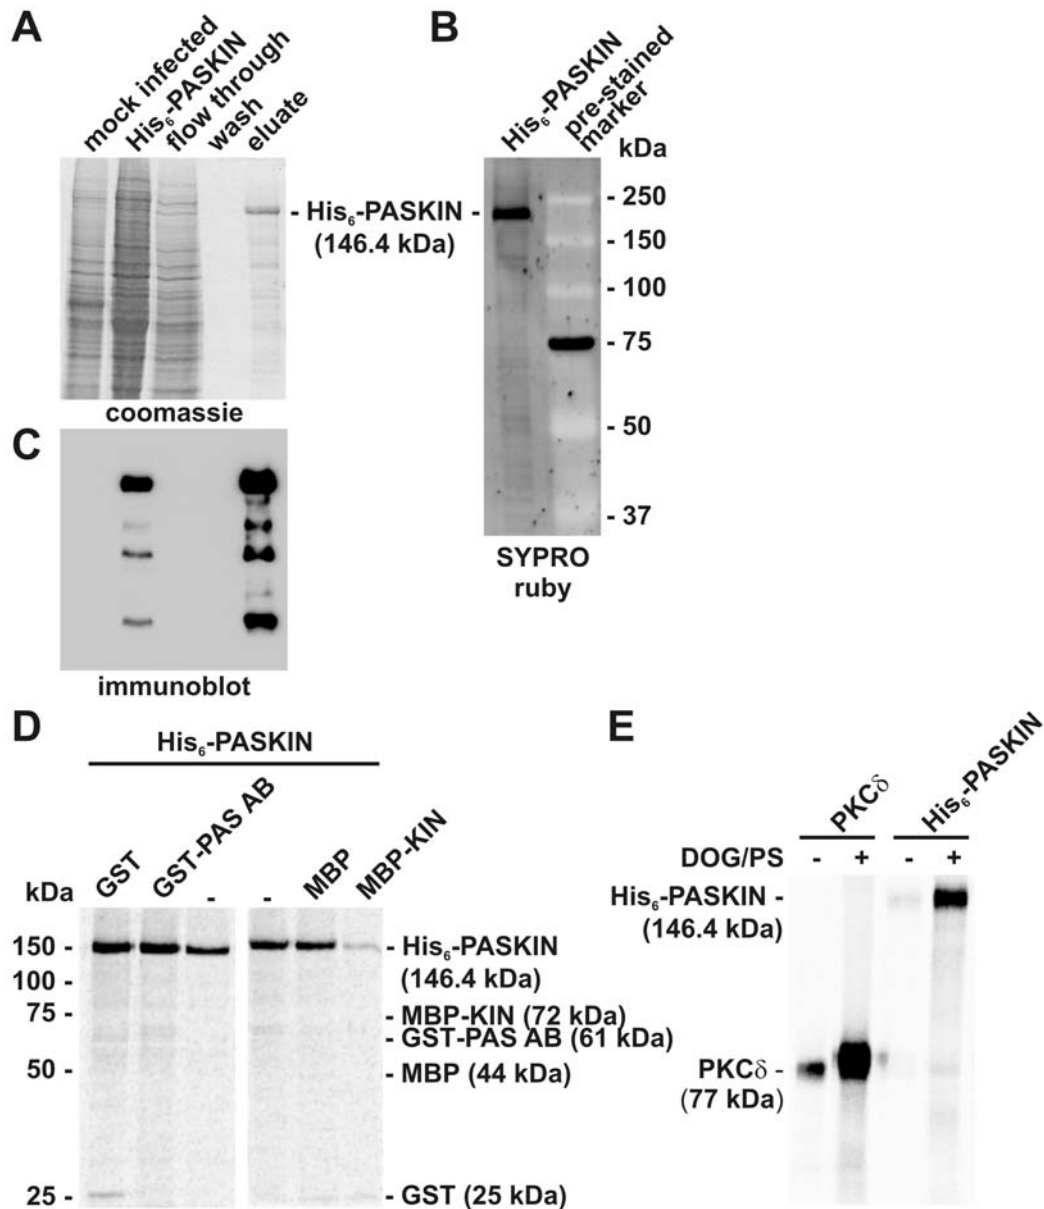 A
mock infected
His6-PASKIN
flow through
wash
eluate
- His6-PASKIN -
(146.4 kDa)
coomassie
B
His6-PASKIN
pre-stained
marker
kDa
- 250
- 150
- 100
- 75
- 50
- 37
SYPRO
ruby
C
immunoblot
D
His6-PASKIN
GST
GST-PAS AB
-
-
MBP
MBP-KIN
kDa
150 -
100 -
75 -
50 -
25 -
- His6-PASKIN
(146.4 kDa)
- MBP-KIN (72 kDa)
- GST-PAS AB (61 kDa)
- MBP (44 kDa)
- GST (25 kDa)
E
PKCδ
His6-PASKIN
DOG/PS - + - +
His6-PASKIN -
(146.4 kDa)
PKCδ -
(77 kDa)